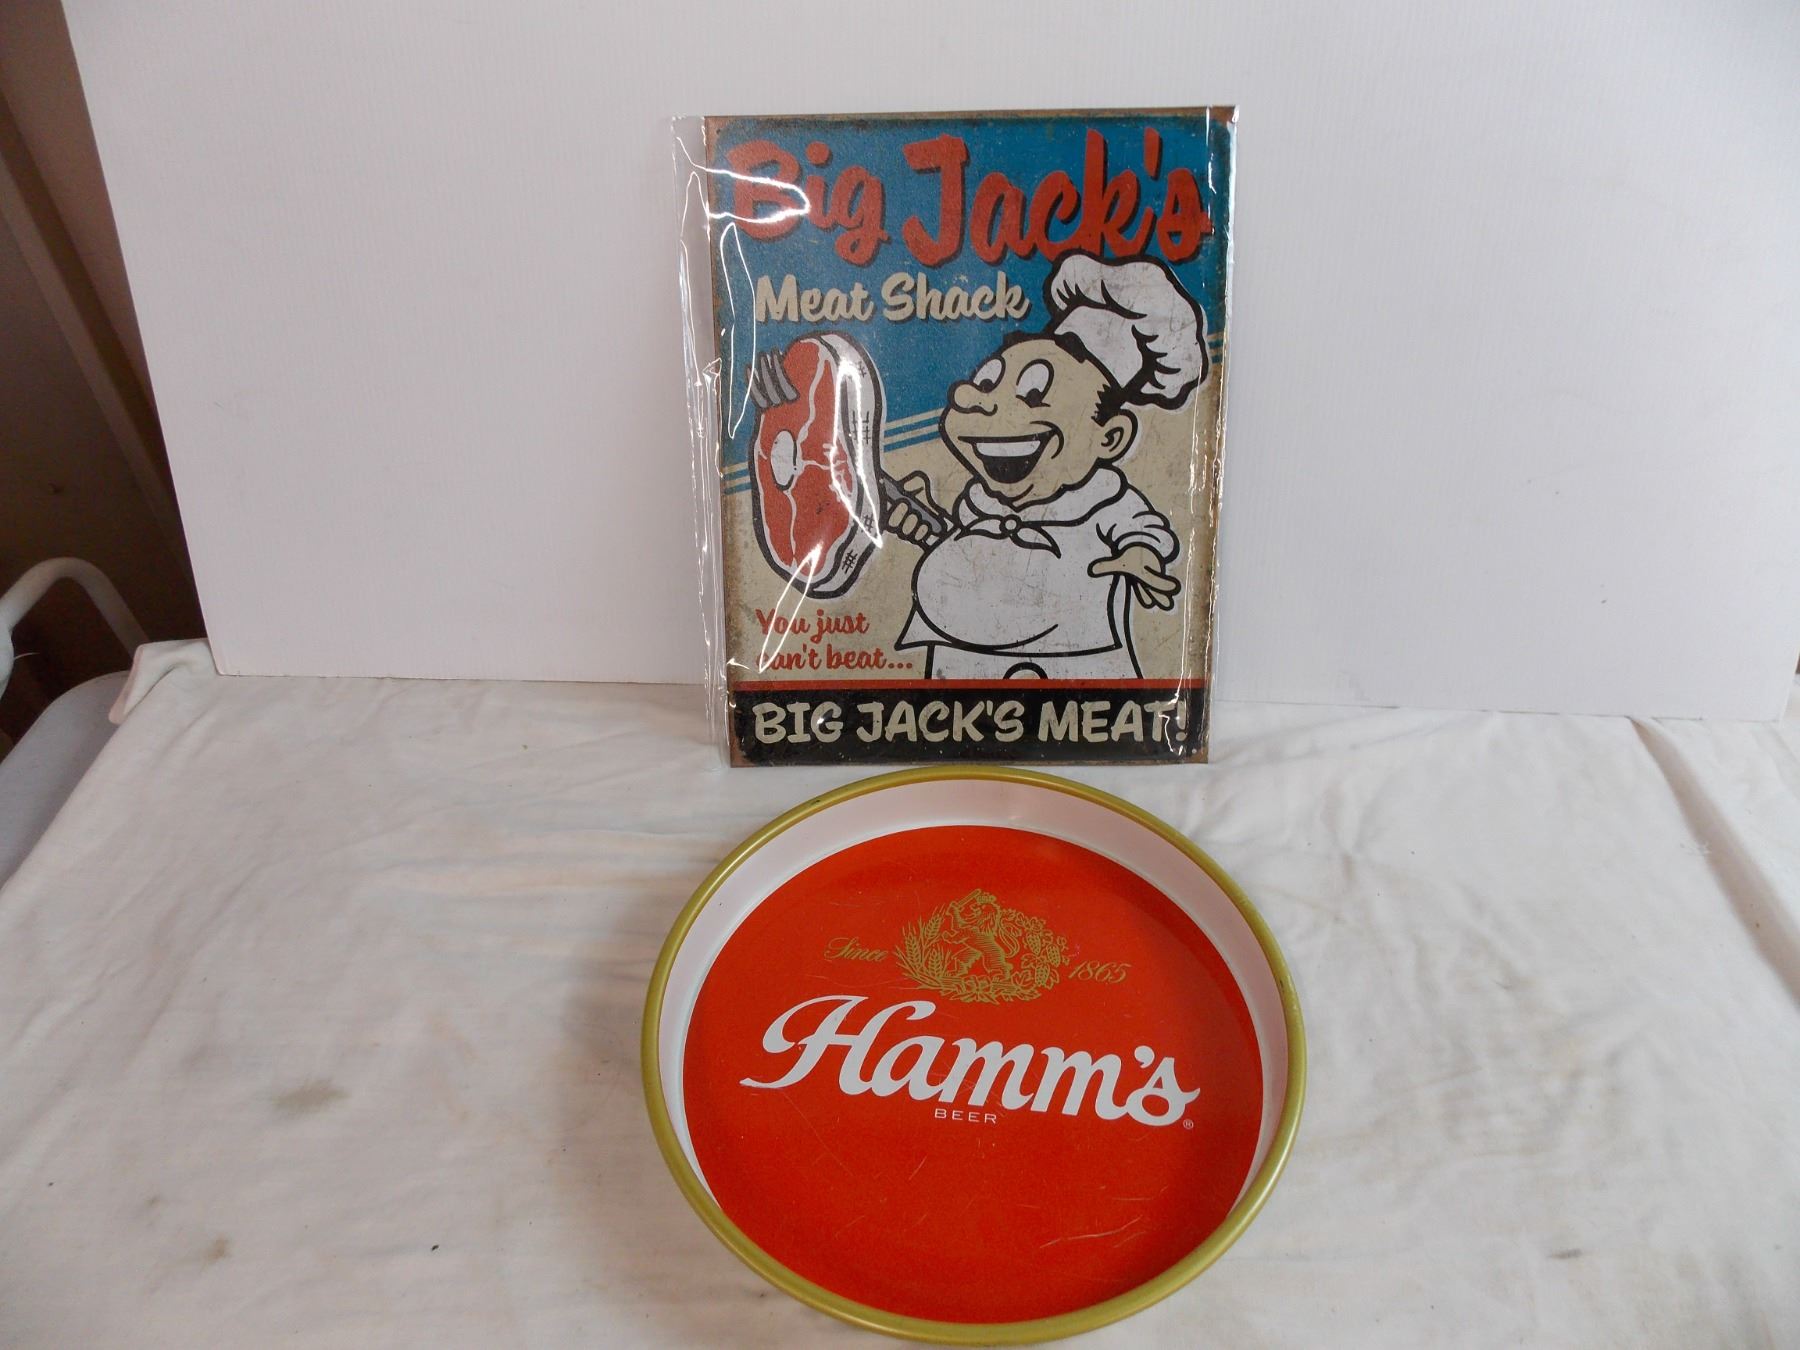 Big Jack's
Meat Shack
You just
can't beat...
BIG JACK'S MEAT!
Since 1865
Hamm's
BEER ®